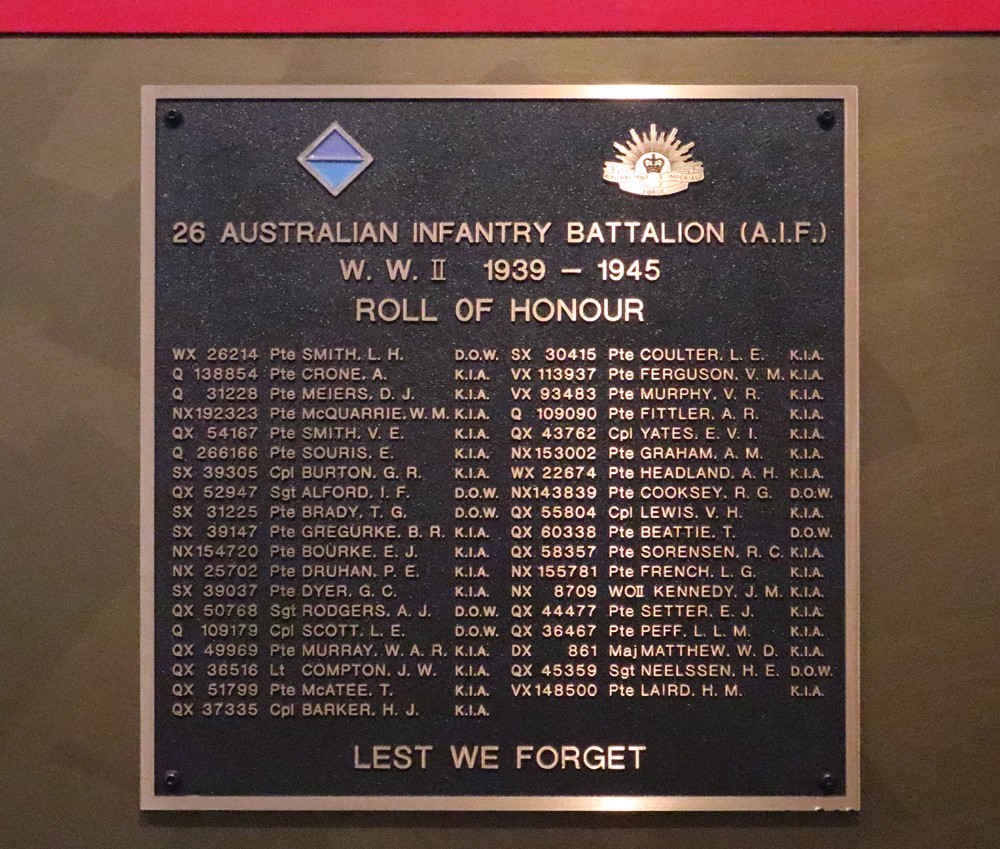 AUSTRALIAN IMPERIAL
FORCE
26 AUSTRALIAN INFANTRY BATTALION (A.I.F.)
W. W. II 1939 – 1945
ROLL OF HONOUR
WX 26214 Pte SMITH. L. H. D.O.W.
Q 138854 Pte CRONE. A. K.I.A.
Q 31228 Pte MEIERS. D. J. K.I.A.
NX192323 Pte McQUARRIE. W. M. K.I.A.
QX 54167 Pte SMITH. V. E. K.I.A.
Q 266166 Pte SOURIS. E. K.I.A.
SX 39305 Cpl BURTON. G. R. K.I.A.
QX 52947 Sgt ALFORD. I. F. D.O.W.
SX 31225 Pte BRADY. T. G. D.O.W.
SX 39147 Pte GREGURKE. B. R. K.I.A.
NX154720 Pte BOURKE. E. J. K.I.A.
NX 25702 Pte DRUHAN. P. E. K.I.A.
SX 39037 Pte DYER. G. C. K.I.A.
QX 50768 Sgt RODGERS. A. J. D.O.W.
Q 109179 Cpl SCOTT. L. E. D.O.W.
QX 49969 Pte MURRAY. W. A. R. K.I.A.
QX 36516 Lt COMPTON. J. W. K.I.A.
QX 51799 Pte McATEE. T. K.I.A.
QX 37335 Cpl BARKER. H. J. K.I.A.
SX 30415 Pte COULTER. L. E. K.I.A.
VX 113937 Pte FERGUSON. V. M. K.I.A.
VX 93483 Pte MURPHY. V. R. K.I.A.
Q 109090 Pte FITTLER. A. R. K.I.A.
QX 43762 Cpl YATES. E. V. I. K.I.A.
NX153002 Pte GRAHAM. A. M. K.I.A.
WX 22674 Pte HEADLAND. A. H. K.I.A.
NX143839 Pte COOKSEY. R. G. D.O.W.
QX 55804 Cpl LEWIS. V. H. K.I.A.
QX 60338 Pte BEATTIE. T. D.O.W.
QX 58357 Pte SORENSEN. R. C. K.I.A.
NX155781 Pte FRENCH. L. G. K.I.A.
NX 8709 WOII KENNEDY. J. M. K.I.A.
QX 44477 Pte SETTER. E. J. K.I.A.
QX 36467 Pte PEFF. L. L. M. K.I.A.
DX 861 Maj MATTHEW. W. D. K.I.A.
QX 45359 Sgt NEELSSEN. H. E. D.O.W.
VX148500 Pte LAIRD. H. M. K.I.A.
LEST WE FORGET